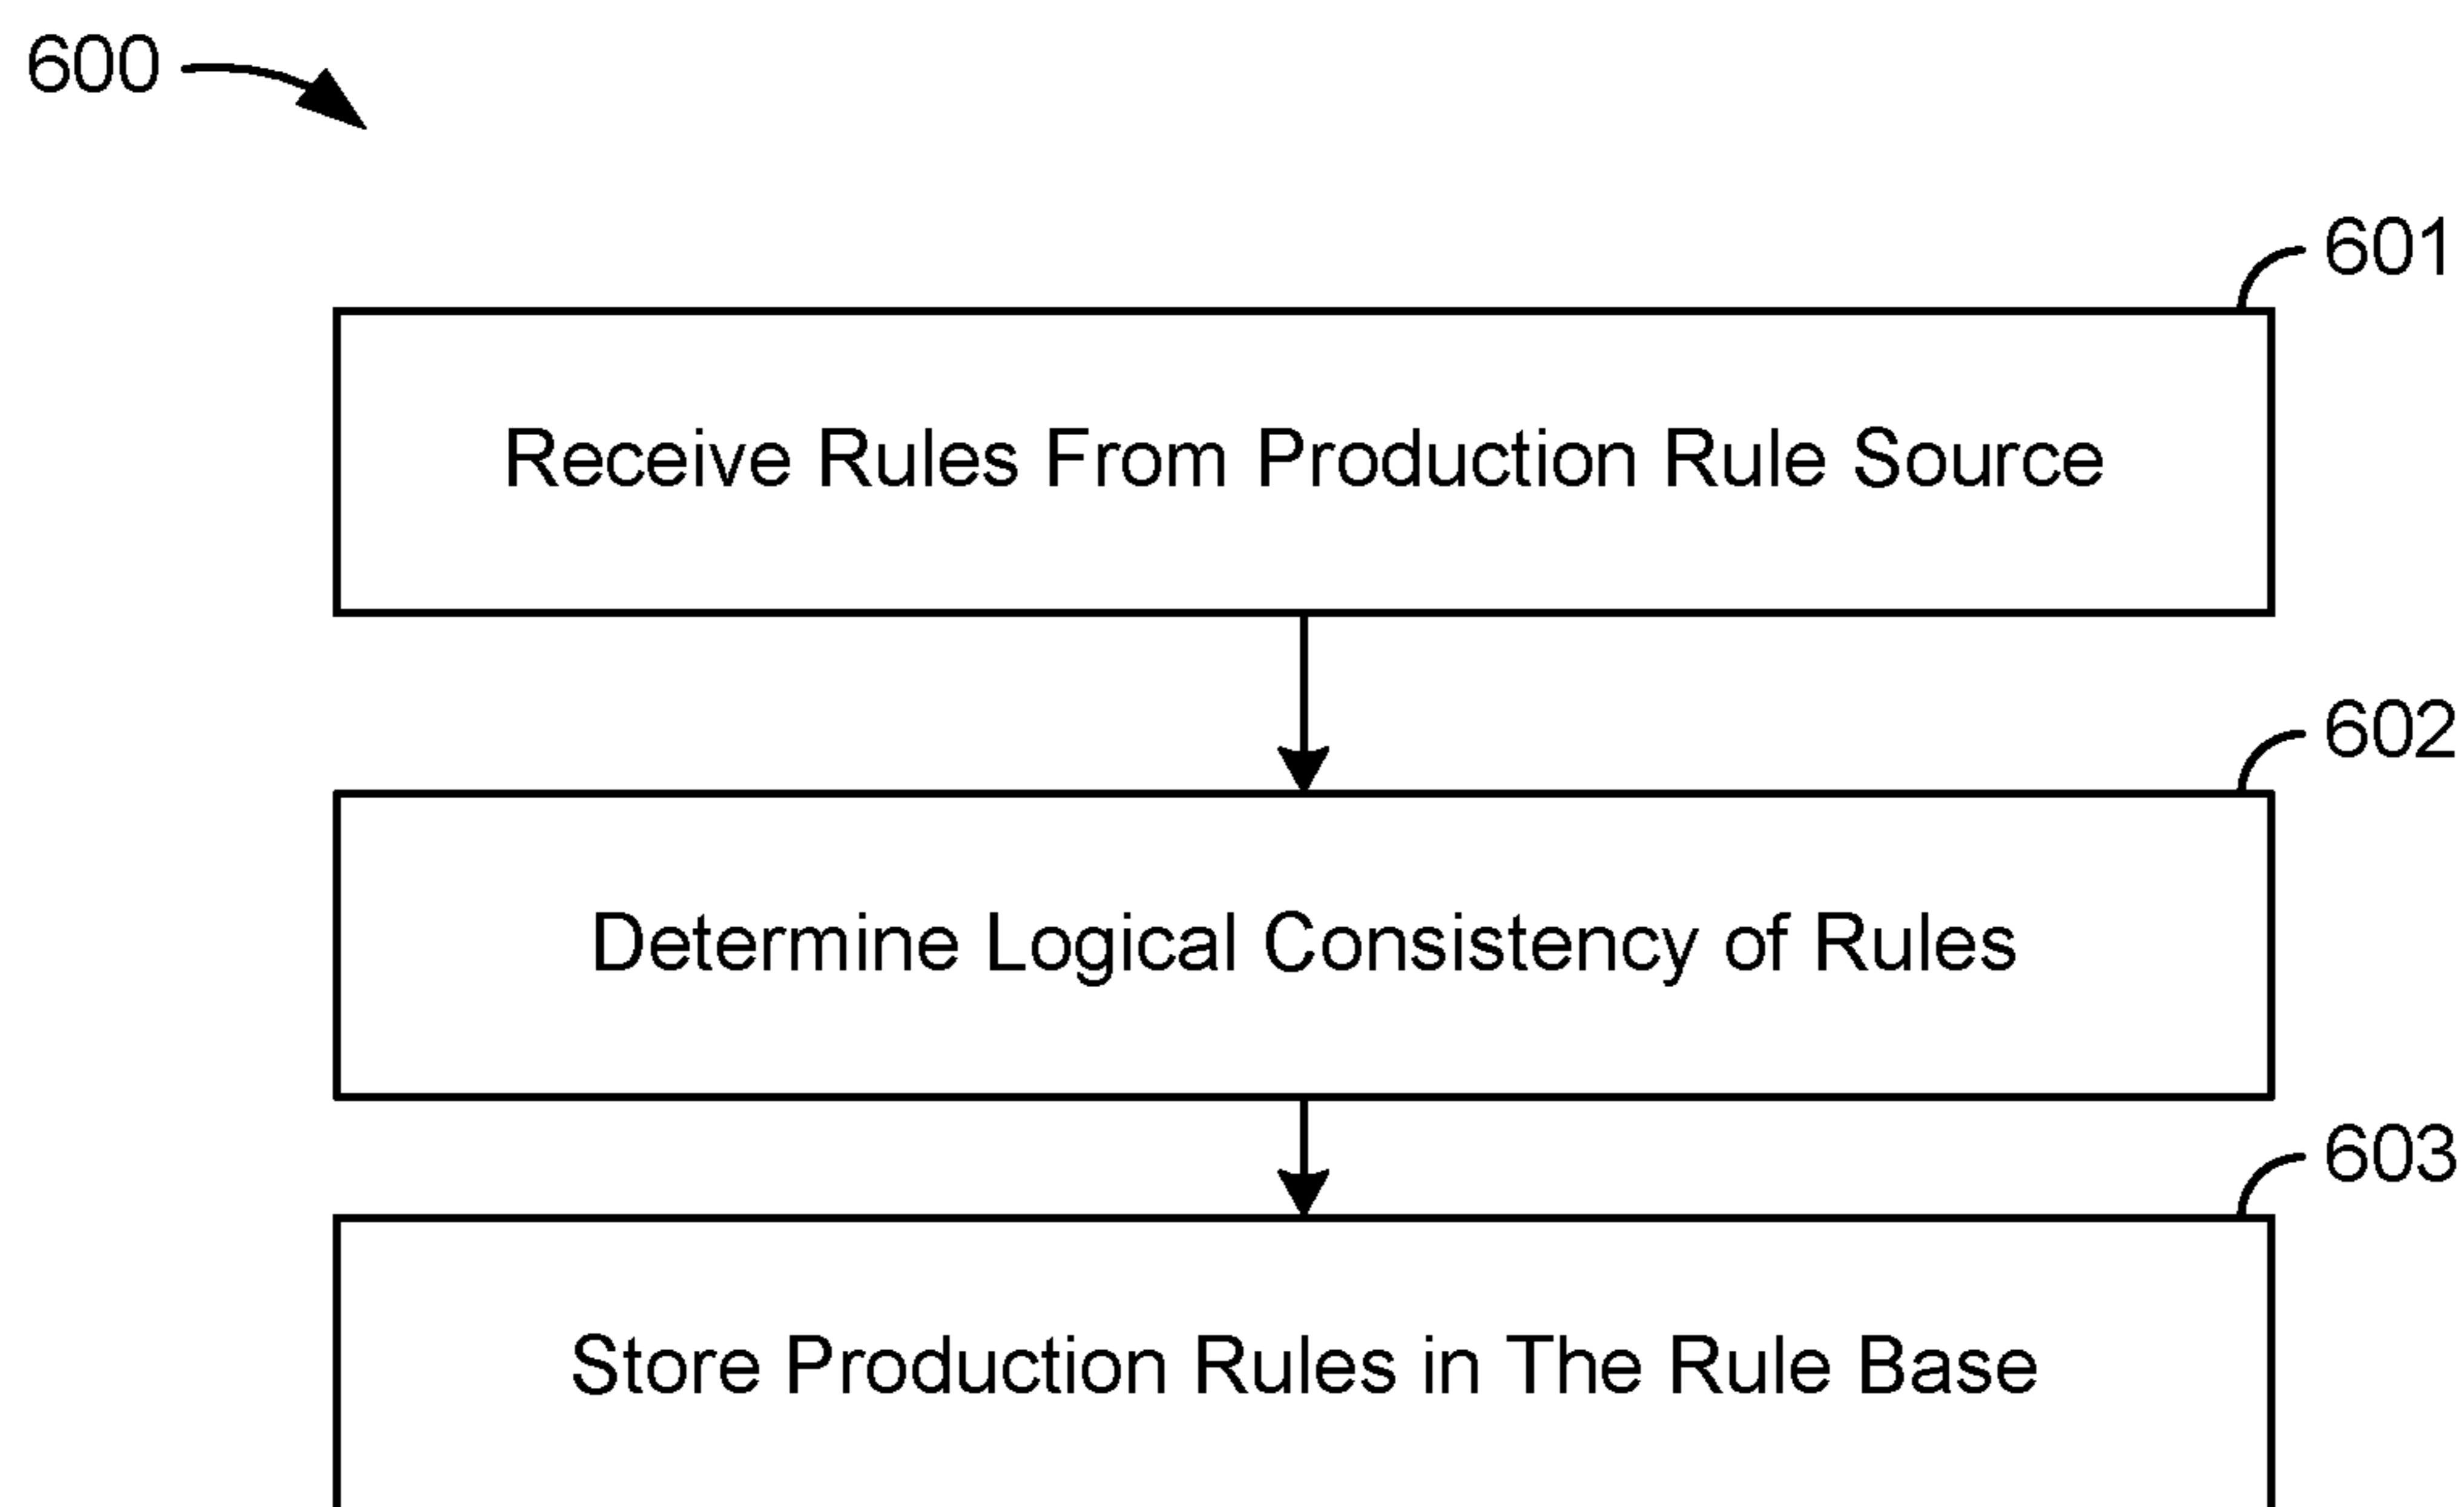 600
601
Receive Rules From Production Rule Source
602
Determine Logical Consistency of Rules
603
Store Production Rules in The Rule Base